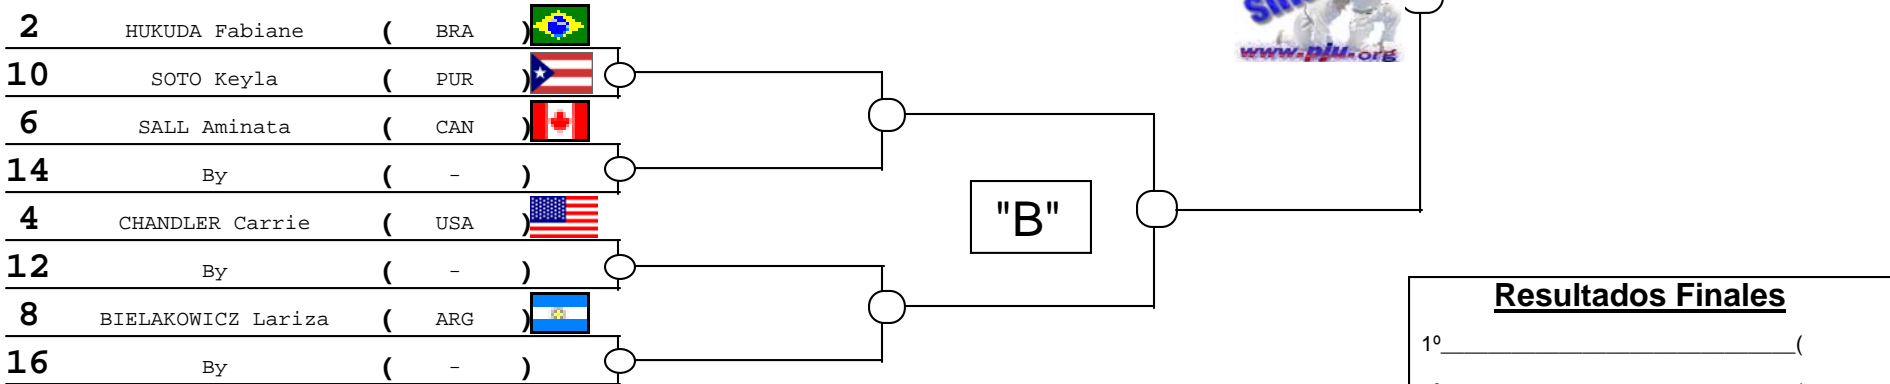 2 HUKUDA Fabiane ( BRA )
10 SOTO Keyla ( PUR )
6 SALL Aminata ( CAN )
14 By ( - )
4 CHANDLER Carrie ( USA )
12 By ( - )
8 BIELAKOWICZ Lariza ( ARG )
16 By ( - )
"B"
www.pju.org
Resultados Finales
1º________________________________(